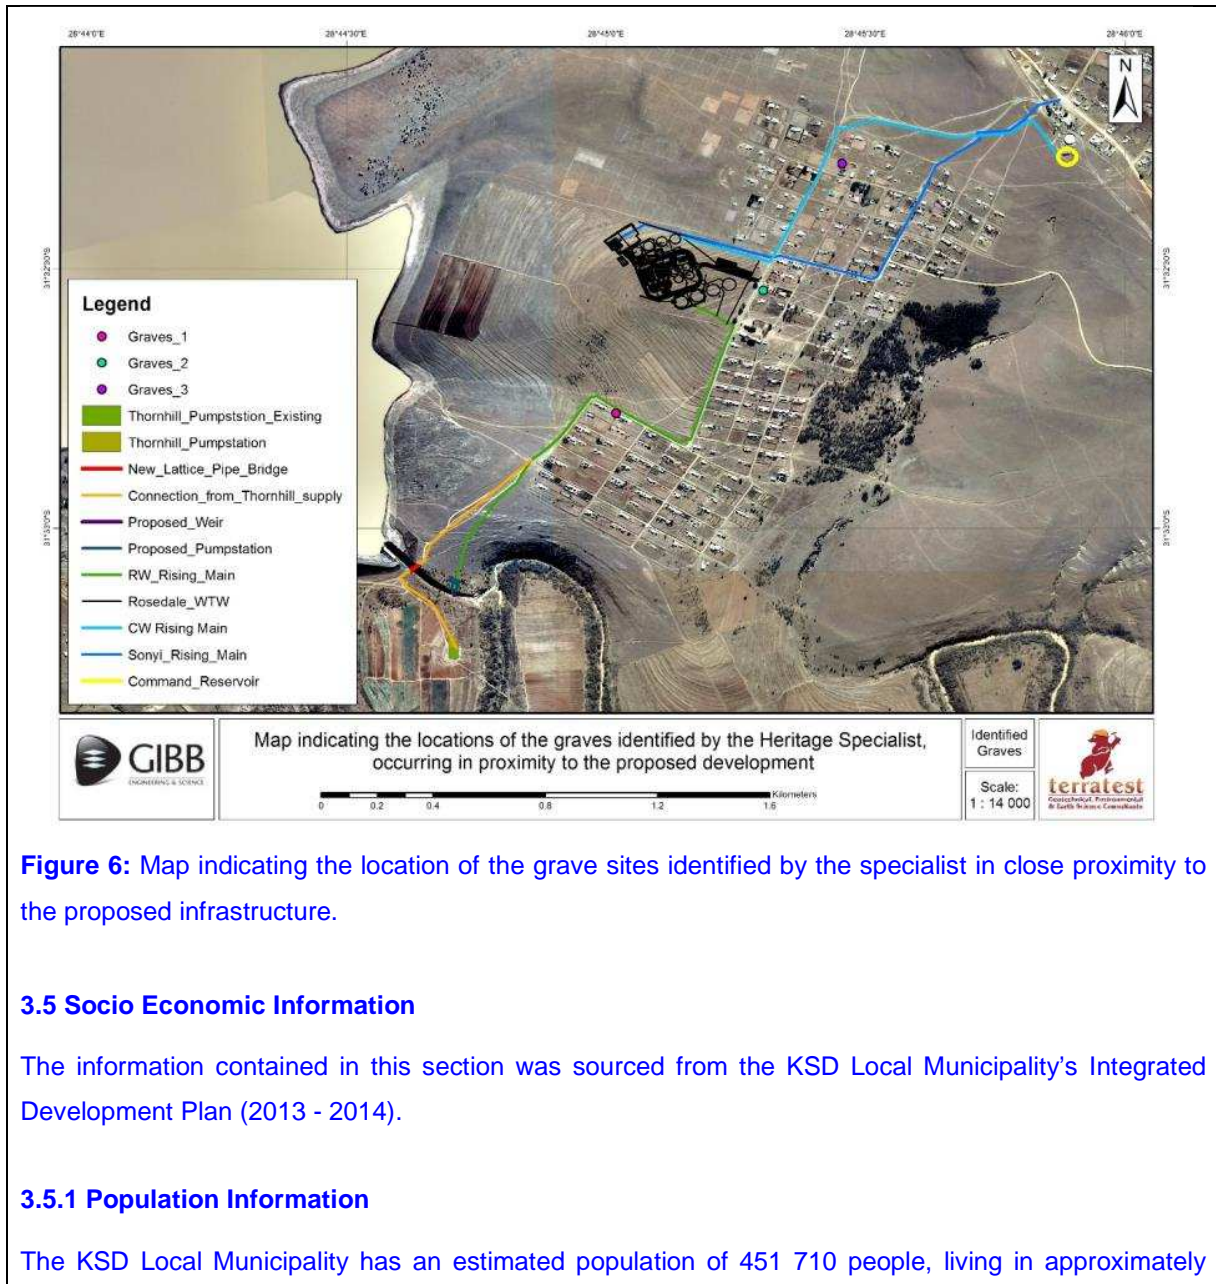 28°44'0"E 28°44'30"E 28°45'0"E 28°45'30"E 28°46'0"E
N
31°32'30"S 31°32'30"S
31°33'0"S 31°33'0"S
Legend
Graves_1
Graves_2
Graves_3
Thornhill_Pumpststion_Existing
Thornhill_Pumpstation
New_Lattice_Pipe_Bridge
Connection_from_Thornhill_supply
Proposed_Weir
Proposed_Pumpstation
RW_Rising_Main
Rosedale_WTW
CW Rising Main
Sonyi_Rising_Main
Command_Reservoir
GIBB
ENGINEERING & SCIENCE
Map indicating the locations of the graves identified by the Heritage Specialist,
occurring in proximity to the proposed development
Kilometers
0 0.2 0.4 0.8 1.2 1.6
Identified
Graves
Scale:
1 : 14 000
terratest
Geotechnical, Environmental
& Earth Science Consultants
Figure 6: Map indicating the location of the grave sites identified by the specialist in close proximity to
the proposed infrastructure.
3.5 Socio Economic Information
The information contained in this section was sourced from the KSD Local Municipality's Integrated
Development Plan (2013 - 2014).
3.5.1 Population Information
The KSD Local Municipality has an estimated population of 451 710 people, living in approximately